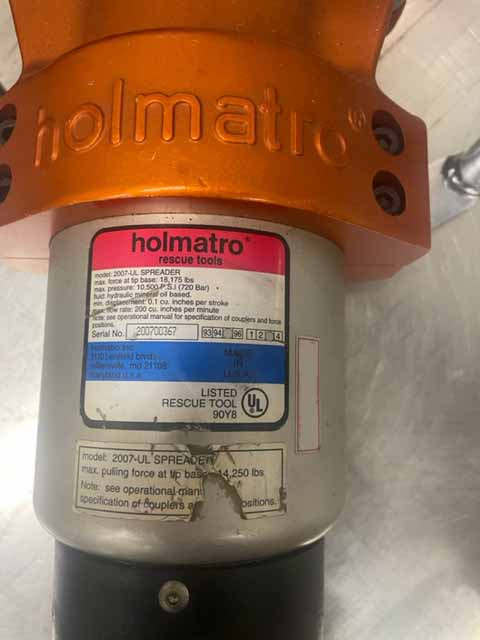 holmatro®
holmatro®
rescue tools
model: 2007-UL SPREADER
max. force at tip base: 18,175 lbs
max. pressure: 10,500 P.S.I (720 Bar)
fluid: hydraulic mineral oil based.
min. displacement: 0,1 cu. inches per stroke
max. flow rate: 200 cu. inches per minute
note: see operational manual for specification of couplers and force
positions.
Serial No. 200700367 93 94 96 1 2 4
holmatro inc.
1110 benfield blvd.
millersville, md 21108
maryland u.s.a.
MADE
IN
U.S.A.
LISTED
RESCUE TOOL
90Y8
UL
model: 2007-UL SPREADER
max. pulling force at tip base: 14,250 lbs
Note: see operational manual
specification of couplers a positions.